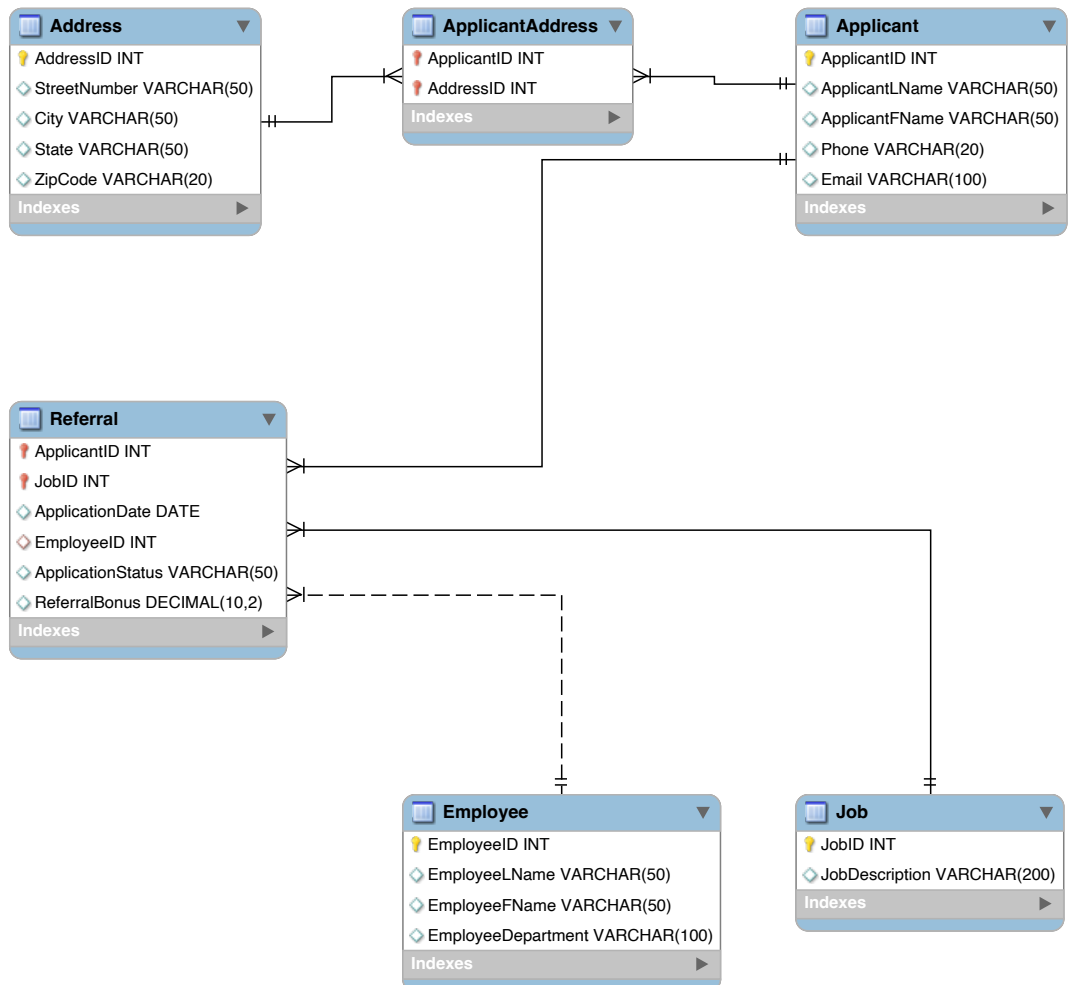 Address
AddressID INT
StreetNumber VARCHAR(50)
City VARCHAR(50)
State VARCHAR(50)
ZipCode VARCHAR(20)
Indexes
ApplicantAddress
ApplicantID INT
AddressID INT
Indexes
Applicant
ApplicantID INT
ApplicantLName VARCHAR(50)
ApplicantFName VARCHAR(50)
Phone VARCHAR(20)
Email VARCHAR(100)
Indexes
Referral
ApplicantID INT
JobID INT
ApplicationDate DATE
EmployeeID INT
ApplicationStatus VARCHAR(50)
ReferralBonus DECIMAL(10,2)
Indexes
Employee
EmployeeID INT
EmployeeLName VARCHAR(50)
EmployeeFName VARCHAR(50)
EmployeeDepartment VARCHAR(100)
Indexes
Job
JobID INT
JobDescription VARCHAR(200)
Indexes